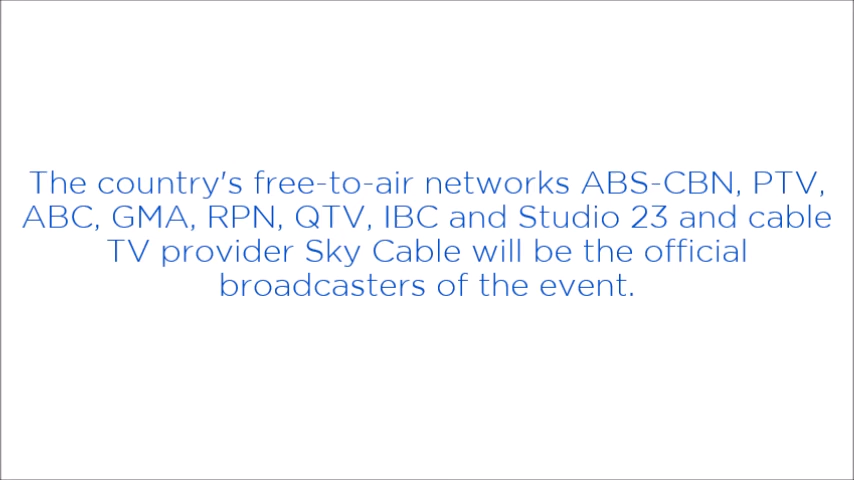 The country's free-to-air networks ABS-CBN, PTV,
ABC, GMA, RPN, QTV, IBC and Studio 23 and cable
TV provider Sky Cable will be the official
broadcasters of the event.